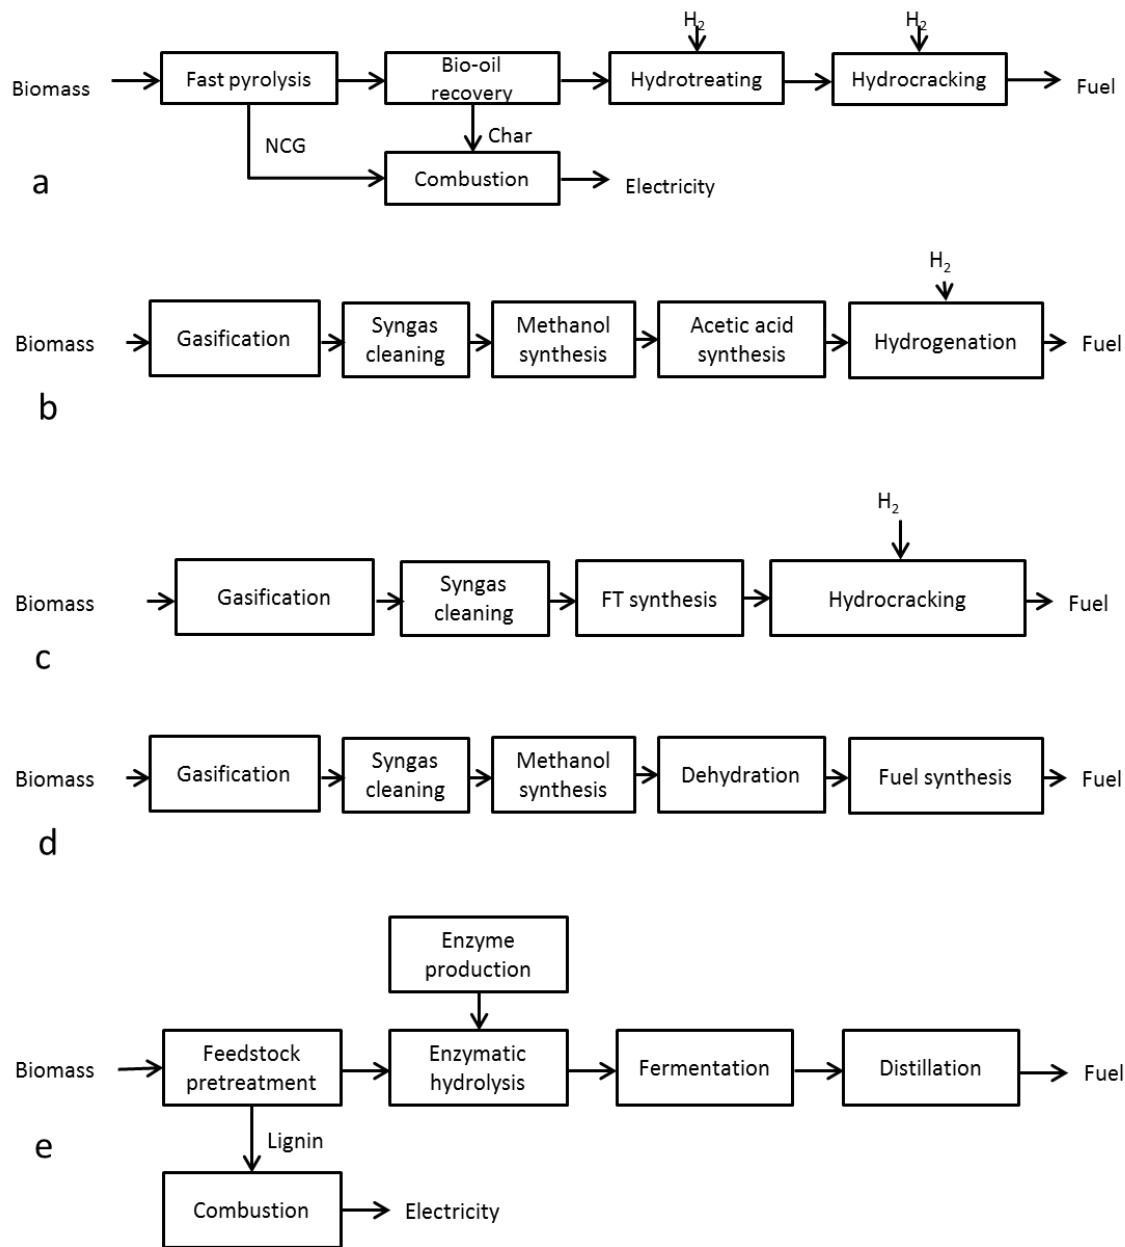 H₂
H₂
Biomass
Fast pyrolysis
Bio-oil
recovery
Hydrotreating
Hydrocracking
Fuel
NCG
Char
Combustion
Electricity
a
H₂
Biomass
Gasification
Syngas
cleaning
Methanol
synthesis
Acetic acid
synthesis
Hydrogenation
Fuel
b
H₂
Biomass
Gasification
Syngas
cleaning
FT synthesis
Hydrocracking
Fuel
c
Biomass
Gasification
Syngas
cleaning
Methanol
synthesis
Dehydration
Fuel synthesis
Fuel
d
Enzyme
production
Biomass
Feedstock
pretreatment
Enzymatic
hydrolysis
Fermentation
Distillation
Fuel
Lignin
e
Combustion
Electricity